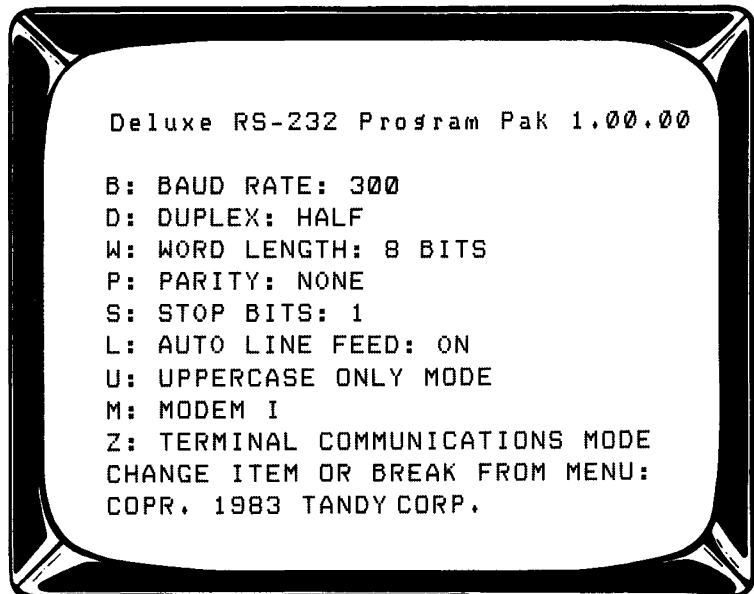 Deluxe RS-232 Program Pak 1.00.00
B: BAUD RATE: 300
D: DUPLEX: HALF
W: WORD LENGTH: 8 BITS
P: PARITY: NONE
S: STOP BITS: 1
L: AUTO LINE FEED: ON
U: UPPERCASE ONLY MODE
M: MODEM I
Z: TERMINAL COMMUNICATIONS MODE
CHANGE ITEM OR BREAK FROM MENU:
COPR. 1983 TANDY CORP.